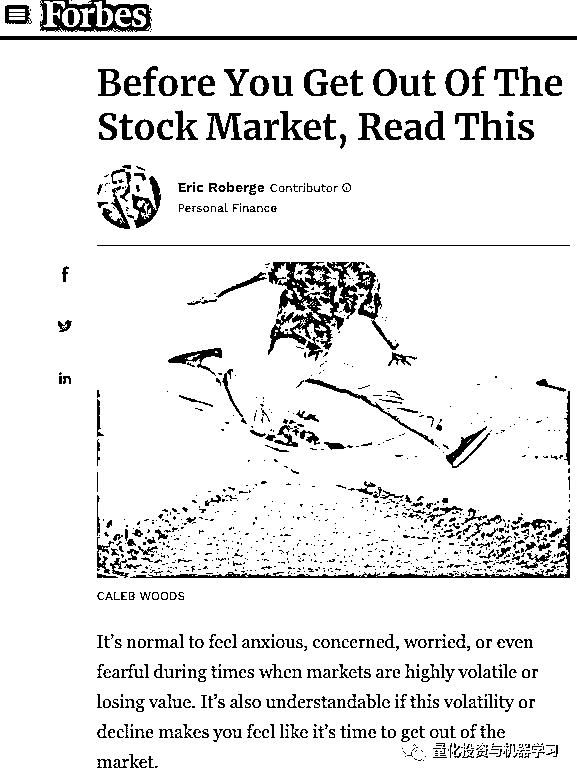 Forbes
Before You Get Out Of The
Stock Market, Read This
Eric Roberge Contributor
Personal Finance
f
in
CALEB WOODS
It's normal to feel anxious, concerned, worried, or even
fearful during times when markets are highly volatile or
losing value. It's also understandable if this volatility or
decline makes you feel like it's time to get out of the
market.
量化投资与机器学习